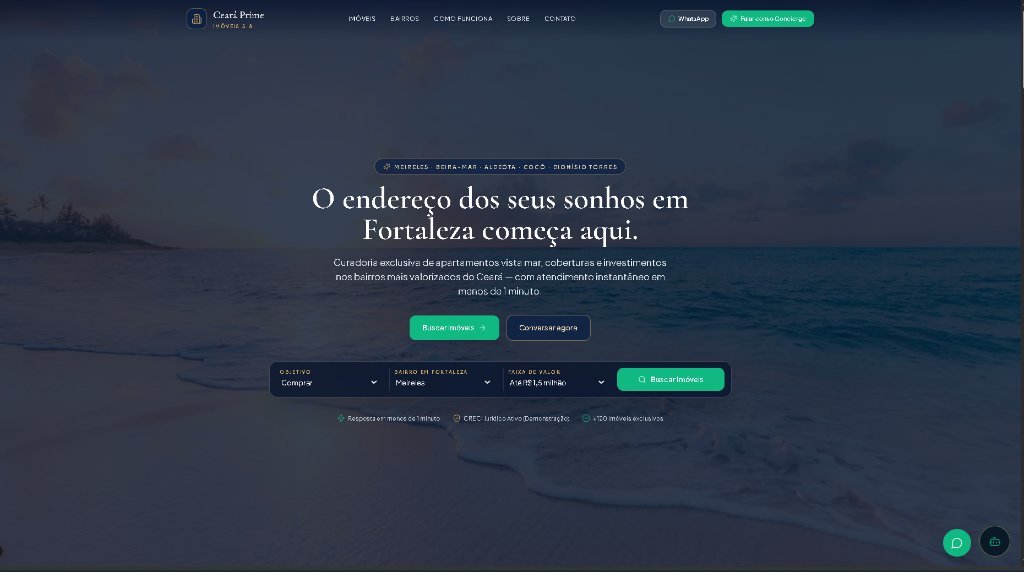 Ceará Prime
IMÓVEIS S.A
IMÓVEIS BAIRROS COMO FUNCIONA SOBRE CONTATO
WhatsApp
Falar com o Concierge
MEIRELES · BEIRA-MAR · ALDEOTA · COCÓ · DIONÍSIO TORRES
O endereço dos seus sonhos em
Fortaleza começa aqui.
Curadoria exclusiva de apartamentos vista mar, coberturas e investimentos
nos bairros mais valorizados do Ceará — com atendimento instantâneo em
menos de 1 minuto.
Buscar imóveis
Conversar agora
OBJETIVO
Comprar
BAIRRO EM FORTALEZA
Meireles
FAIXA DE VALOR
Até R$ 1,5 milhão
Buscar Imóveis
Resposta em menos de 1 minuto
CRECI Jurídico Ativo (Demonstração)
+120 imóveis exclusivos